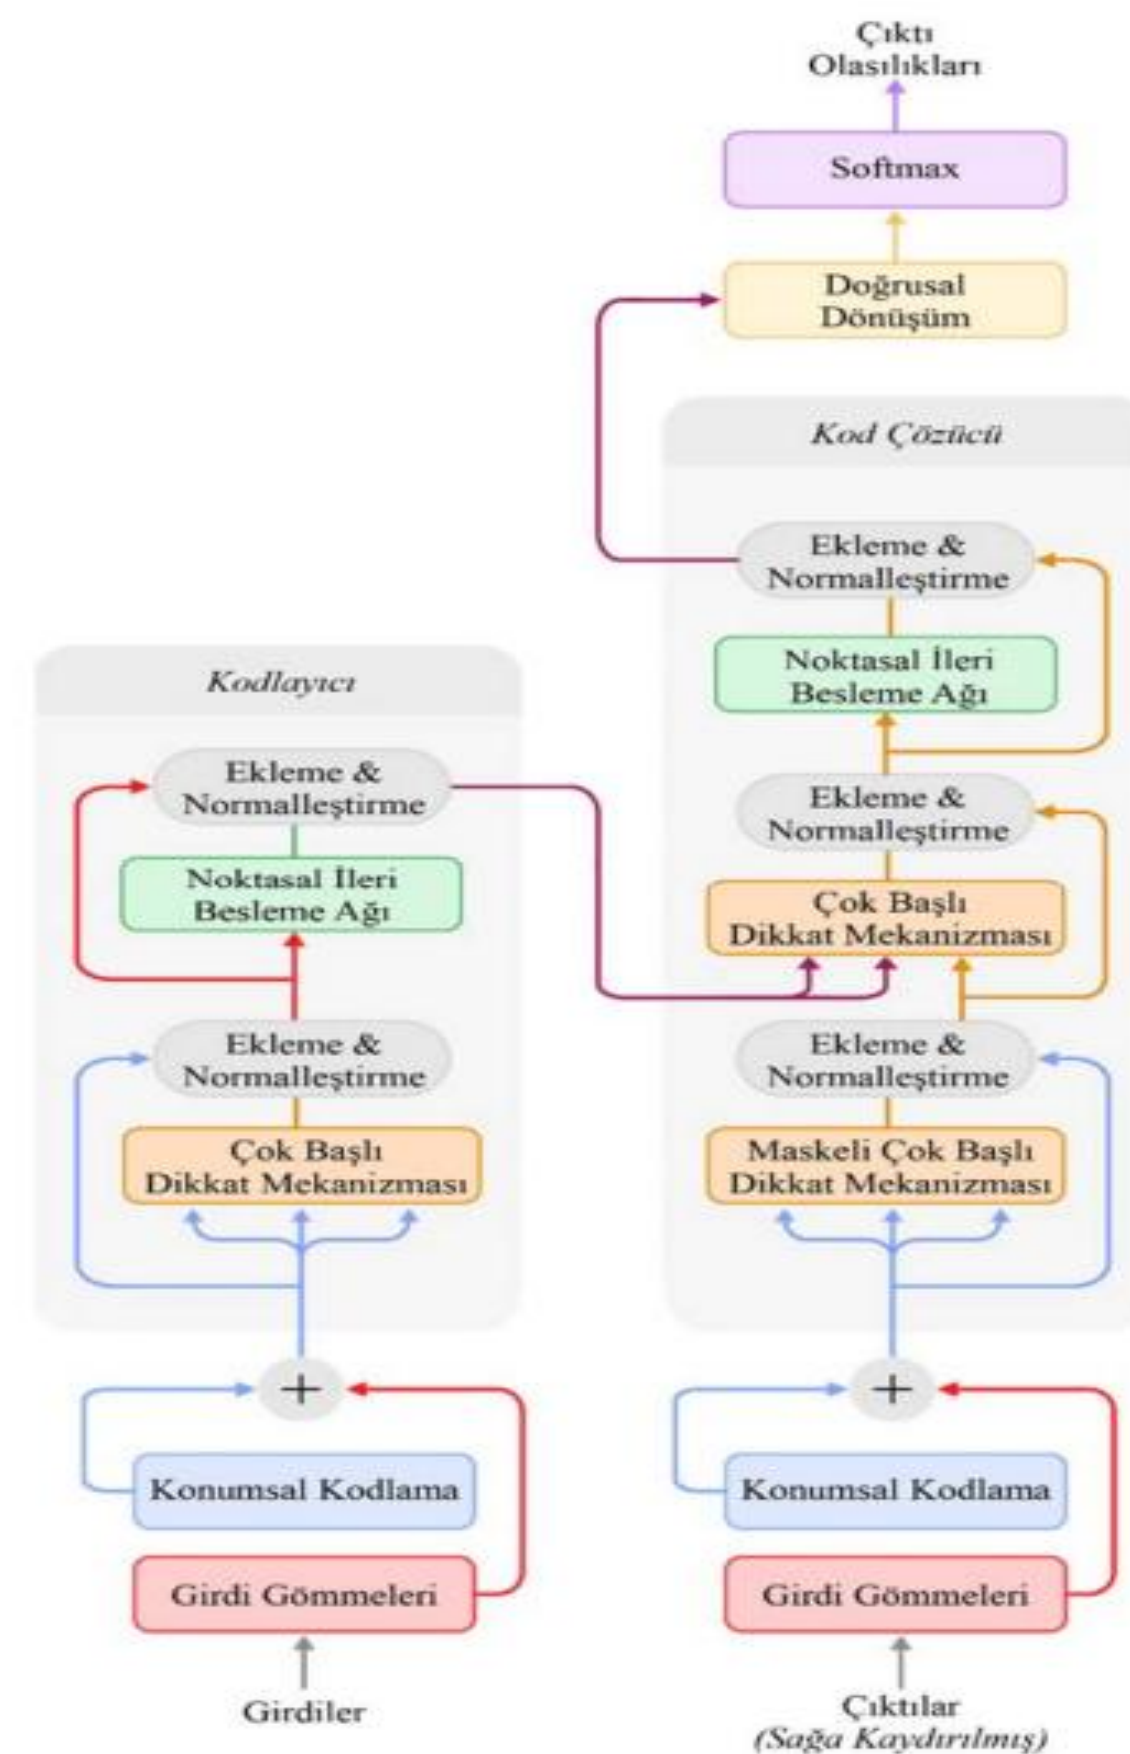 Çıktı
Olasılıkları
Softmax
Doğrusal
Dönüşüm
Kod Çözücü
Ekleme &
Normalleştirme
Noktasal İleri
Besleme Ağı
Ekleme &
Normalleştirme
Çok Başlı
Dikkat Mekanizması
Ekleme &
Normalleştirme
Maskeli Çok Başlı
Dikkat Mekanizması
+
Konumsal Kodlama
Girdi Gömmeleri
Çıktılar
(Sağa Kaydırılmış)
Kodlayıcı
Ekleme &
Normalleştirme
Noktasal İleri
Besleme Ağı
Ekleme &
Normalleştirme
Çok Başlı
Dikkat Mekanizması
+
Konumsal Kodlama
Girdi Gömmeleri
Girdiler